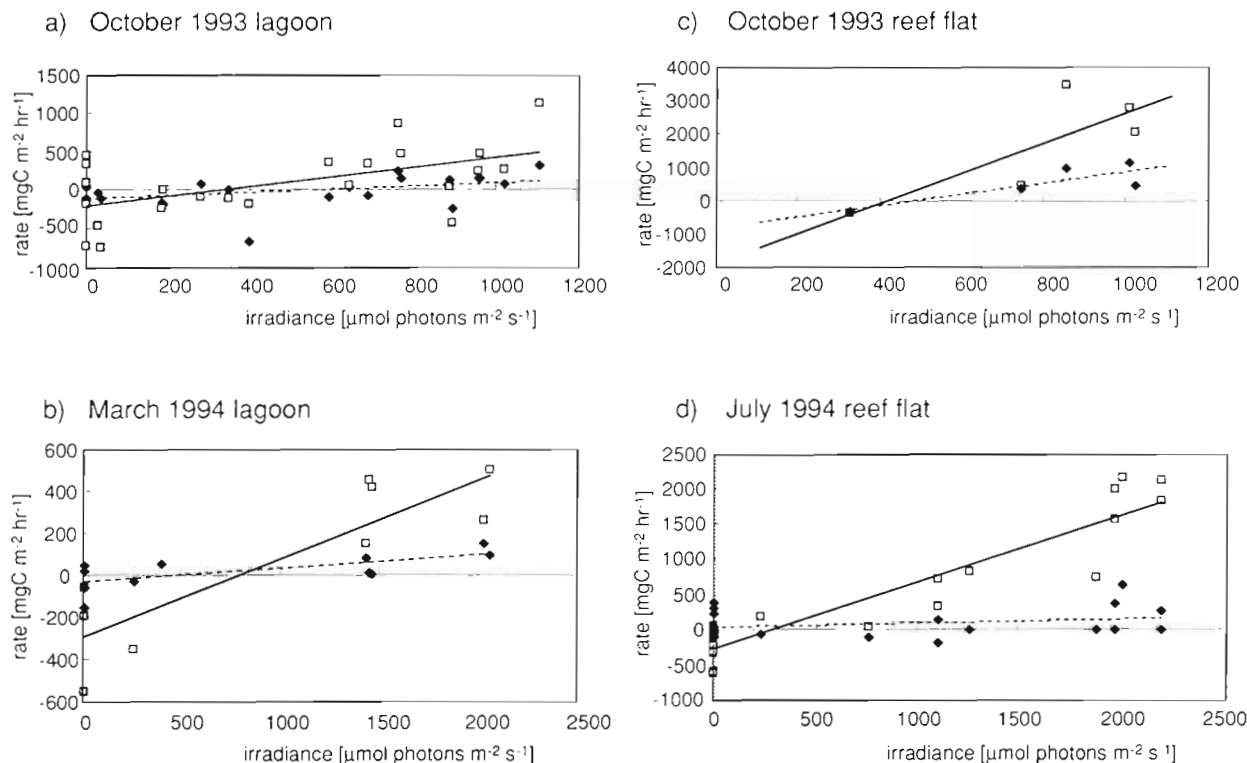 a) October 1993 lagoon
1500
1000
500
0
-500
-1000
rate [mgC m-2 hr-1]
0 200 400 600 800 1000 1200
irradiance [µmol photons m-2 s-1]
c) October 1993 reef flat
4000
3000
2000
1000
0
-1000
-2000
rate [mgC m-2 hr-1]
0 200 400 600 800 1000 1200
irradiance [µmol photons m-2 s 1]
b) March 1994 lagoon
600
400
200
0
-200
-400
-600
rate [mgC m-2 hr-1]
0 500 1000 1500 2000 2500
irradiance [µmol photons m-2 s-1]
d) July 1994 reef flat
2500
2000
1500
1000
500
0
-500
-1000
rate [mgC m-2 hr-1]
0 500 1000 1500 2000 2500
irradiance [µmol photons m-2 s-1]